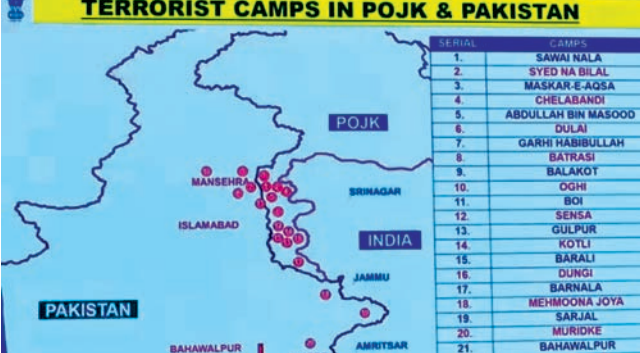 TERRORIST CAMPS IN POJK & PAKISTAN
SERIAL CAMPS
1. SAWAI NALA
2. SYED NA BILAL
3. MASKAR-E-AQSA
4. CHELABANDI
5. ABDULLAH BIN MASOOD
6. DULAI
7. GARHI HABIBULLAH
8. BATRASI
9. BALAKOT
10. OGHI
11. BOI
12. SENSA
13. GULPUR
14. KOTLI
15. BARALI
16. DUNGI
17. BARNALA
18. MEHMOONA JOYA
19. SARJAL
20. MURIDKE
21. BAHAWALPUR
POJK
MANSEHRA
SRINAGAR
ISLAMABAD
INDIA
JAMMU
PAKISTAN
AMRITSAR
BAHAWALPUR